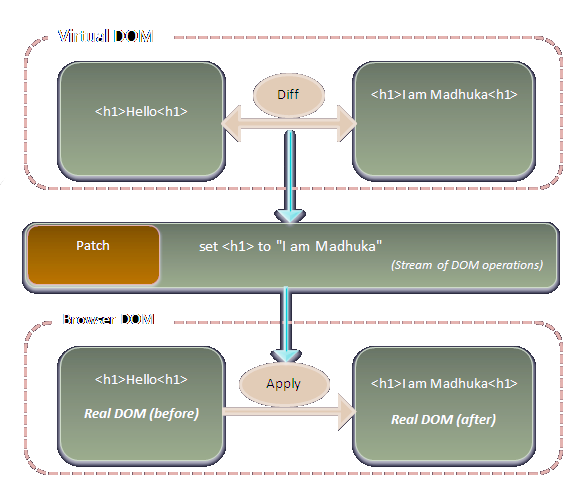 Virtual DOM
<h1>Hello<h1>
Diff
<h1>I am Madhuka<h1>
Patch
set <h1> to "I am Madhuka"
(Stream of DOM operations)
Browser DOM
<h1>Hello<h1>
Real DOM (before)
Apply
<h1>I am Madhuka<h1>
Real DOM (after)